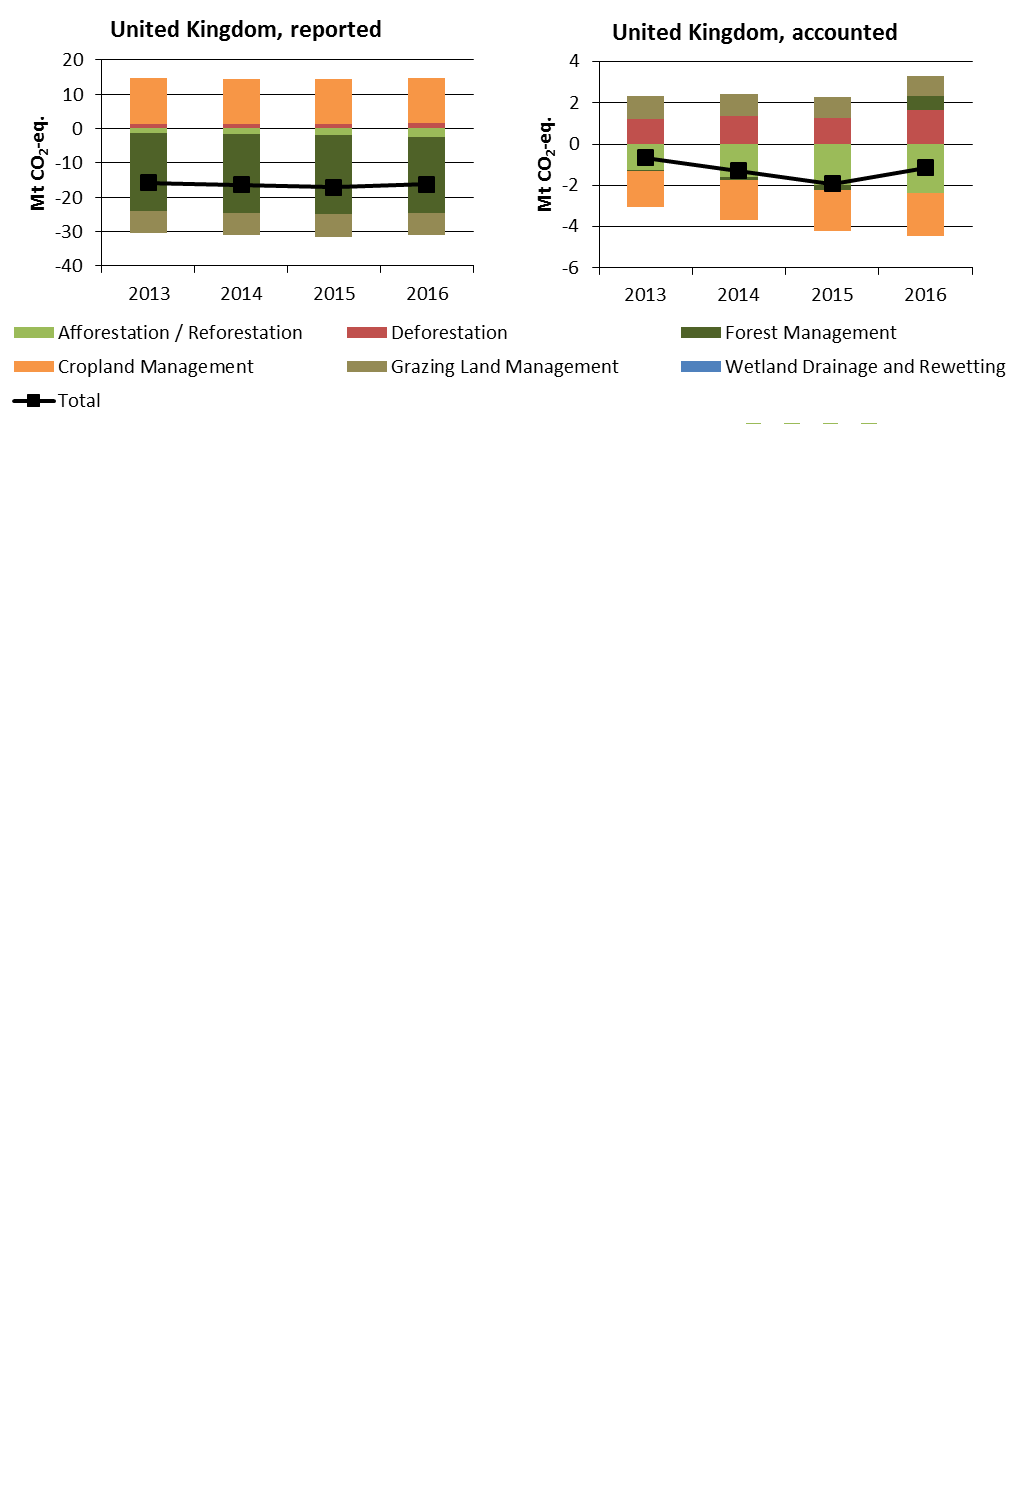 United Kingdom, reported
20
10
0
-10
-20
-30
-40
Mt CO₂-eq.
2013 2014 2015 2016
United Kingdom, accounted
4
2
0
-2
-4
-6
Mt CO₂-eq.
2013 2014 2015 2016
Afforestation / Reforestation Deforestation Forest Management
Cropland Management Grazing Land Management Wetland Drainage and Rewetting
Total